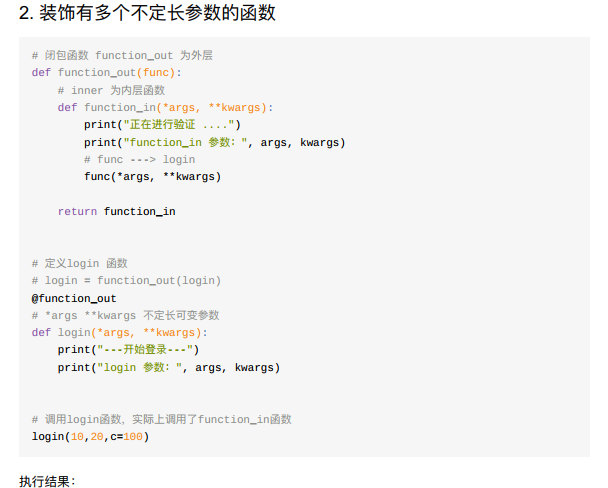 2. 装饰有多个不定长参数的函数
# 闭包函数 function_out 为外层
def function_out(func):
    # inner 为内层函数
    def function_in(*args, **kwargs):
        print("正在进行验证 ....")
        print("function_in 参数：", args, kwargs)
        # func ---> login
        func(*args, **kwargs)
    return function_in
# 定义login 函数
# login = function_out(login)
@function_out
# *args **kwargs 不定长可变参数
def login(*args, **kwargs):
    print("---开始登录---")
    print("login 参数：", args, kwargs)
# 调用login函数，实际上调用了function_in函数
login(10,20,c=100)
执行结果：